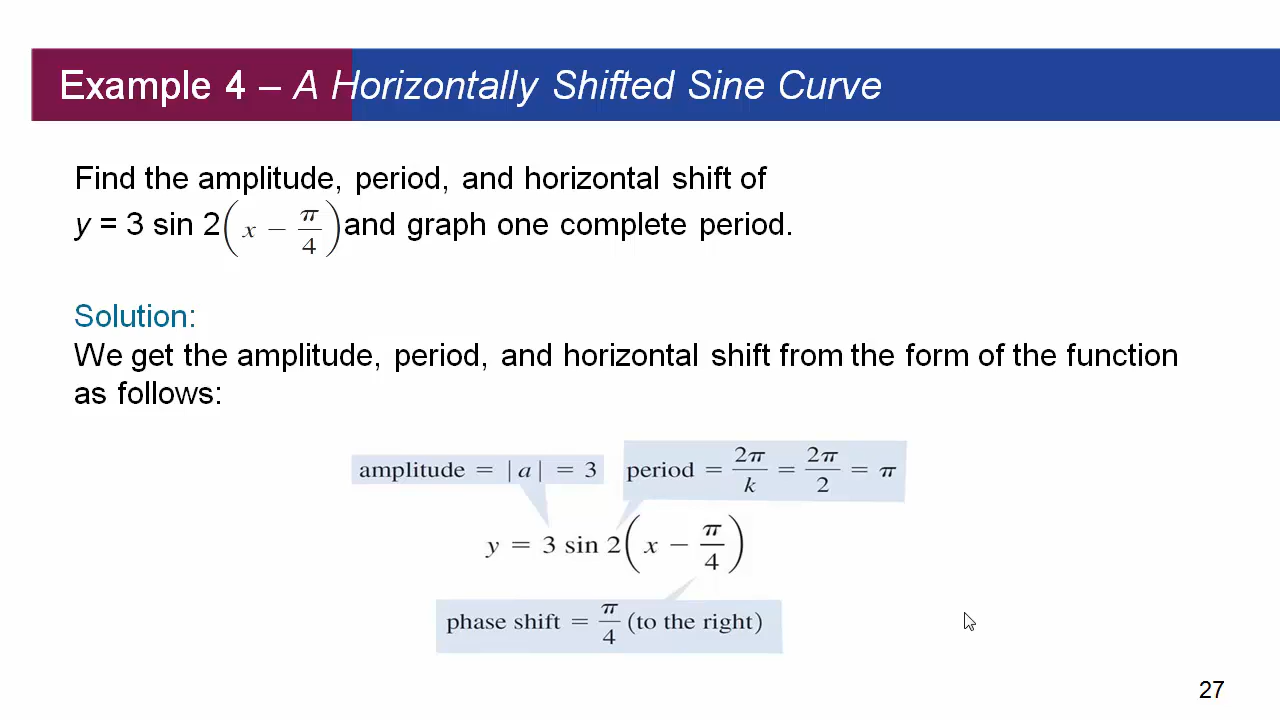 Example 4 – A Horizontally Shifted Sine Curve
Find the amplitude, period, and horizontal shift of
y = 3 sin 2(x − π/4) and graph one complete period.
Solution:
We get the amplitude, period, and horizontal shift from the form of the function
as follows:
amplitude = |a| = 3
period = 2π/k = 2π/2 = π
y = 3 sin 2(x − π/4)
phase shift = π/4 (to the right)
27